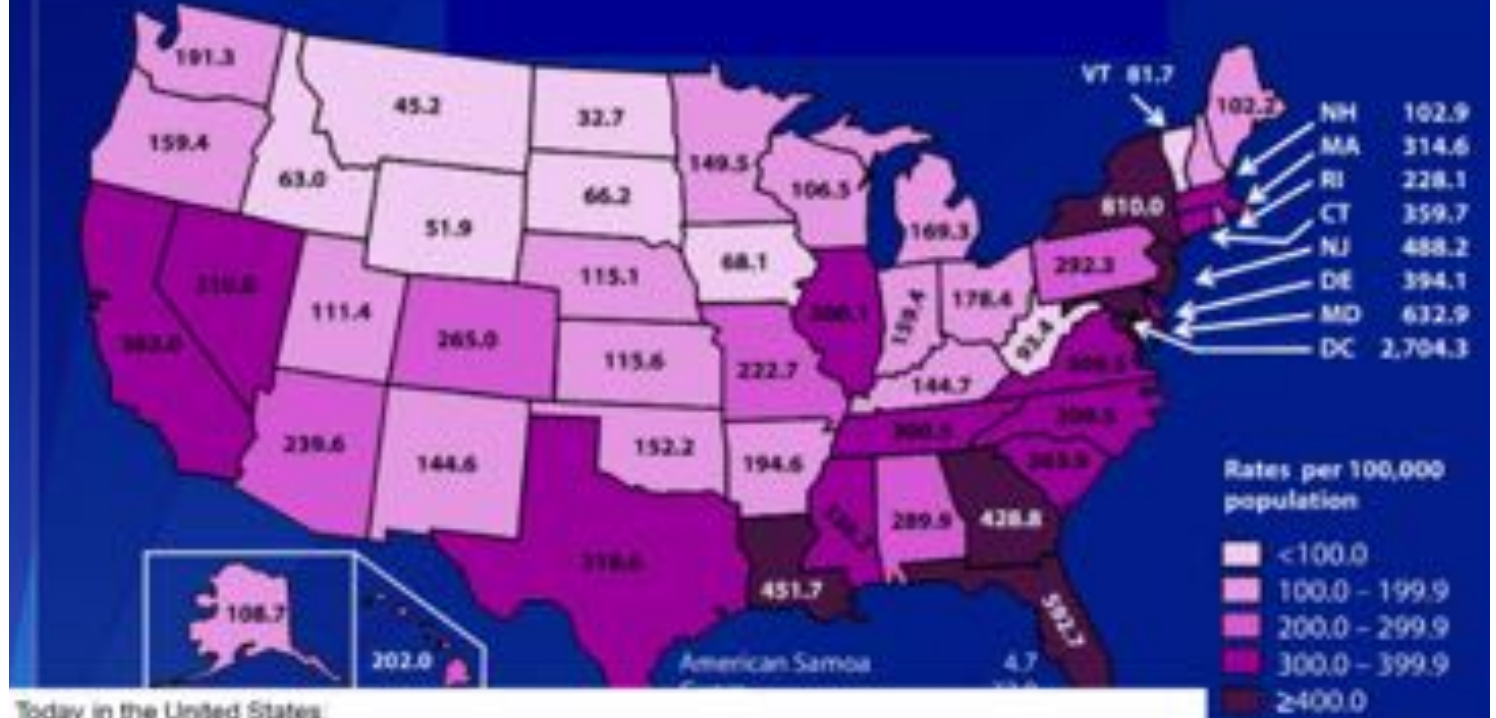 191.3
45.2
32.7
VT 81.7
102.2
NH 102.9
159.4
149.5
MA 314.6
63.0
66.2
106.5
RI 228.1
51.9
810.0
CT 359.7
169.3
NJ 488.2
68.1
292.3
115.1
DE 394.1
111.4
178.4
159.4
MD 632.9
265.0
93.4
DC 2,704.3
115.6
222.7
144.7
239.6
144.6
152.2
194.6
289.9
428.8
Rates per 100,000
population
<100.0
100.0 – 199.9
451.7
592.7
108.7
200.0 – 299.9
202.0
American Samoa 4.7
300.0 – 399.9
≥400.0
Today in the United States